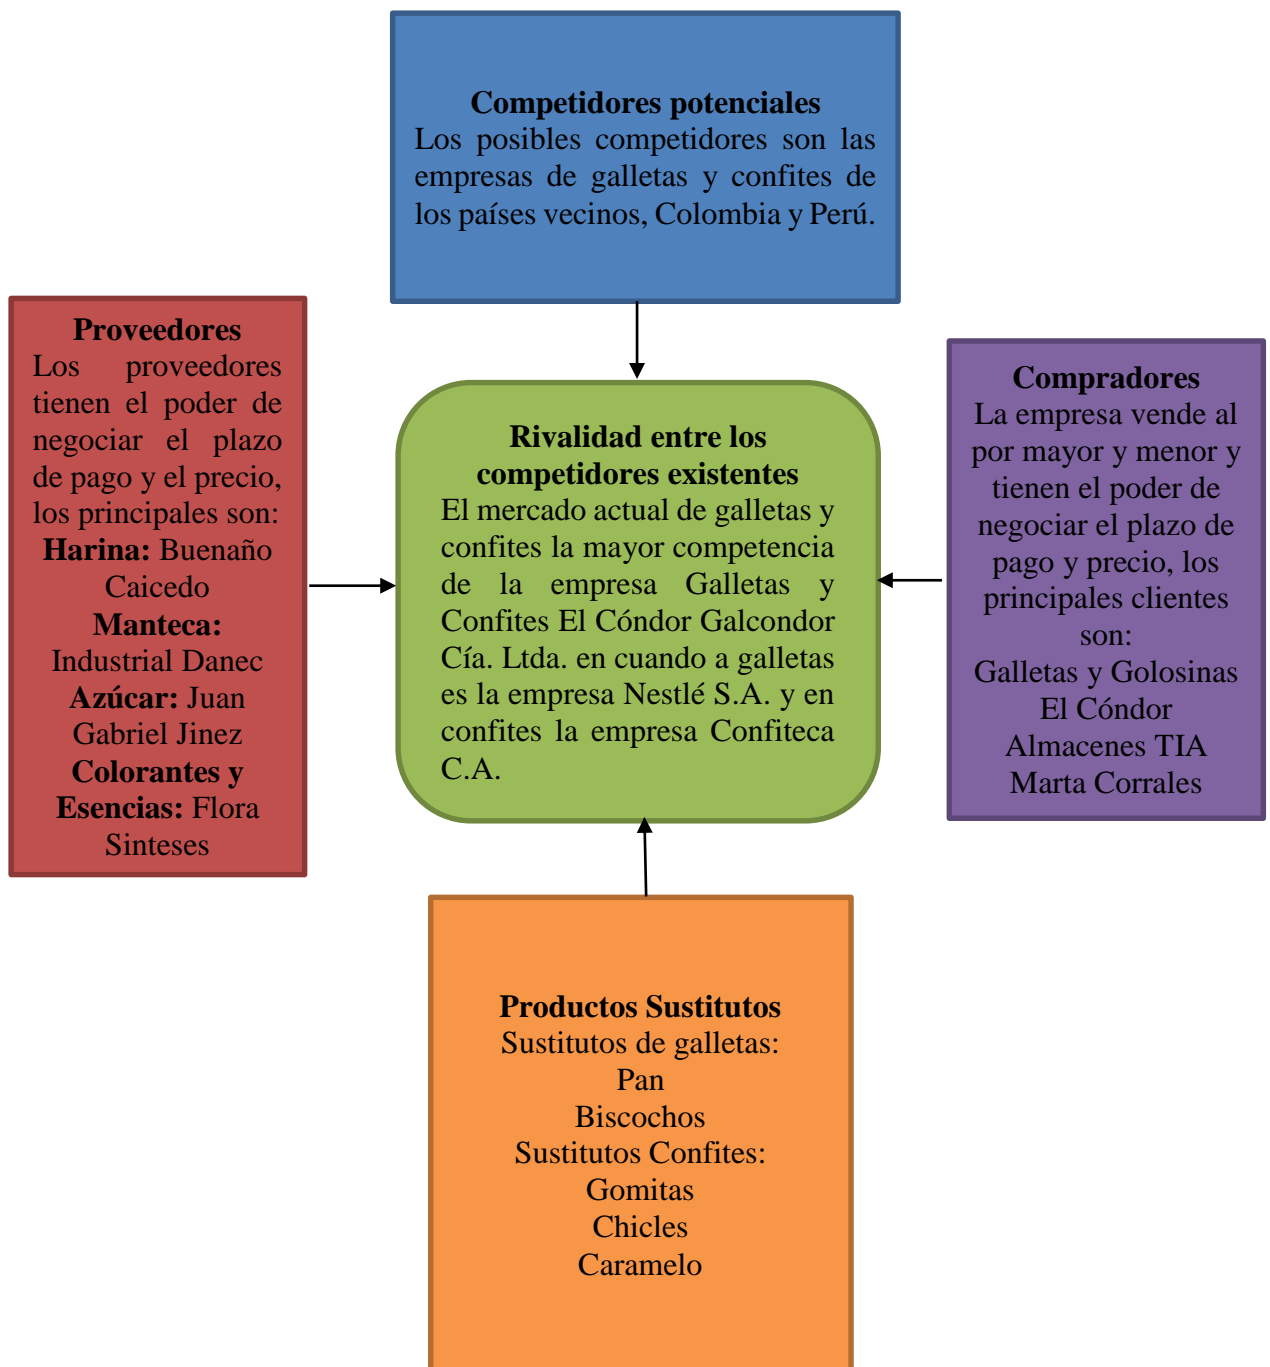 Competidores potenciales
Los posibles competidores son las
empresas de galletas y confites de
los países vecinos, Colombia y Perú.
Proveedores
Los proveedores
tienen el poder de
negociar el plazo
de pago y el precio,
los principales son:
Harina: Buenaño
Caicedo
Manteca:
Industrial Danec
Azúcar: Juan
Gabriel Jinez
Colorantes y
Esencias: Flora
Sinteses
Rivalidad entre los
competidores existentes
El mercado actual de galletas y
confites la mayor competencia
de la empresa Galletas y
Confites El Cóndor Galcondor
Cía. Ltda. en cuando a galletas
es la empresa Nestlé S.A. y en
confites la empresa Confiteca
C.A.
Compradores
La empresa vende al
por mayor y menor y
tienen el poder de
negociar el plazo de
pago y precio, los
principales clientes
son:
Galletas y Golosinas
El Cóndor
Almacenes TIA
Marta Corrales
Productos Sustitutos
Sustitutos de galletas:
Pan
Biscochos
Sustitutos Confites:
Gomitas
Chicles
Caramelo